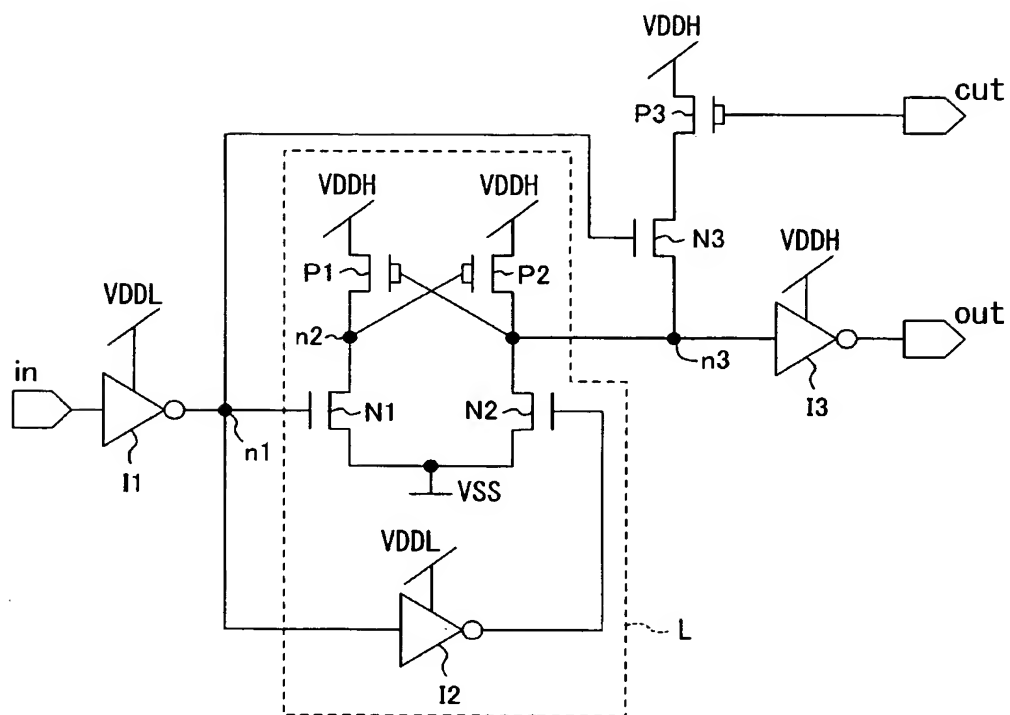 VDDH
cut
P3
VDDH
VDDH
N3
VDDH
P1
P2
VDDL
n2
out
in
n3
N1
N2
I3
n1
I1
VSS
VDDL
L
I2